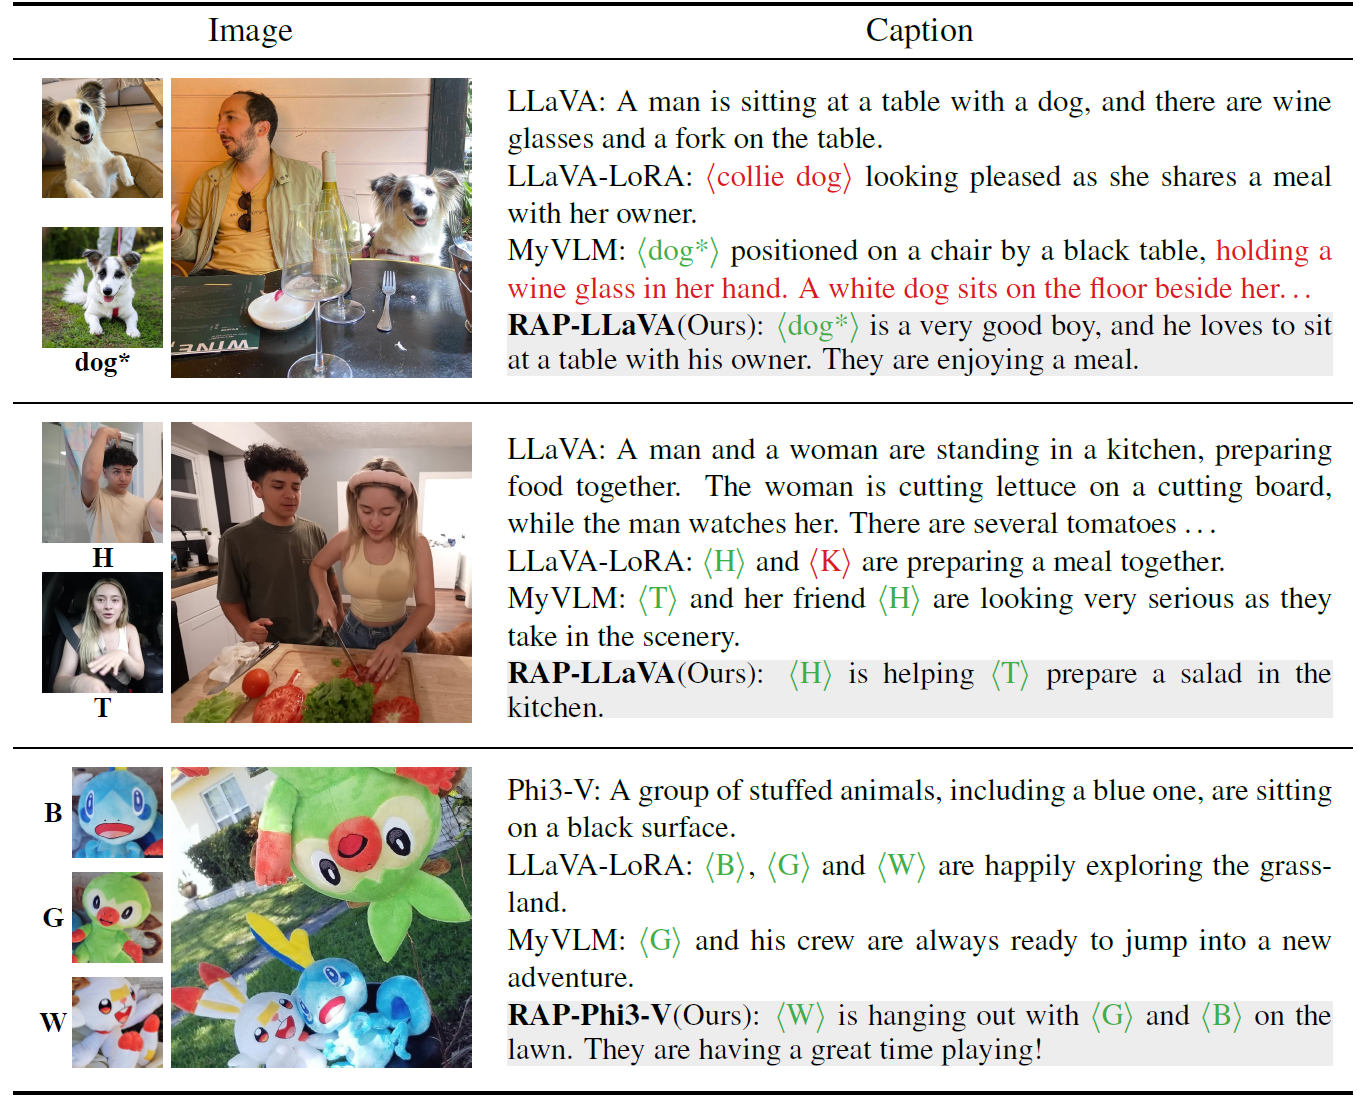 Image
Caption
dog*
LLaVA: A man is sitting at a table with a dog, and there are wine
glasses and a fork on the table.
LLaVA-LoRA: ⟨collie dog⟩ looking pleased as she shares a meal
with her owner.
MyVLM: ⟨dog*⟩ positioned on a chair by a black table, holding a
wine glass in her hand. A white dog sits on the floor beside her...
RAP-LLaVA(Ours): ⟨dog*⟩ is a very good boy, and he loves to sit
at a table with his owner. They are enjoying a meal.
WINE
H
T
LLaVA: A man and a woman are standing in a kitchen, preparing
food together. The woman is cutting lettuce on a cutting board,
while the man watches her. There are several tomatoes ...
LLaVA-LoRA: ⟨H⟩ and ⟨K⟩ are preparing a meal together.
MyVLM: ⟨T⟩ and her friend ⟨H⟩ are looking very serious as they
take in the scenery.
RAP-LLaVA(Ours): ⟨H⟩ is helping ⟨T⟩ prepare a salad in the
kitchen.
B
G
W
Phi3-V: A group of stuffed animals, including a blue one, are sitting
on a black surface.
LLaVA-LoRA: ⟨B⟩, ⟨G⟩ and ⟨W⟩ are happily exploring the grass-
land.
MyVLM: ⟨G⟩ and his crew are always ready to jump into a new
adventure.
RAP-Phi3-V(Ours): ⟨W⟩ is hanging out with ⟨G⟩ and ⟨B⟩ on the
lawn. They are having a great time playing!